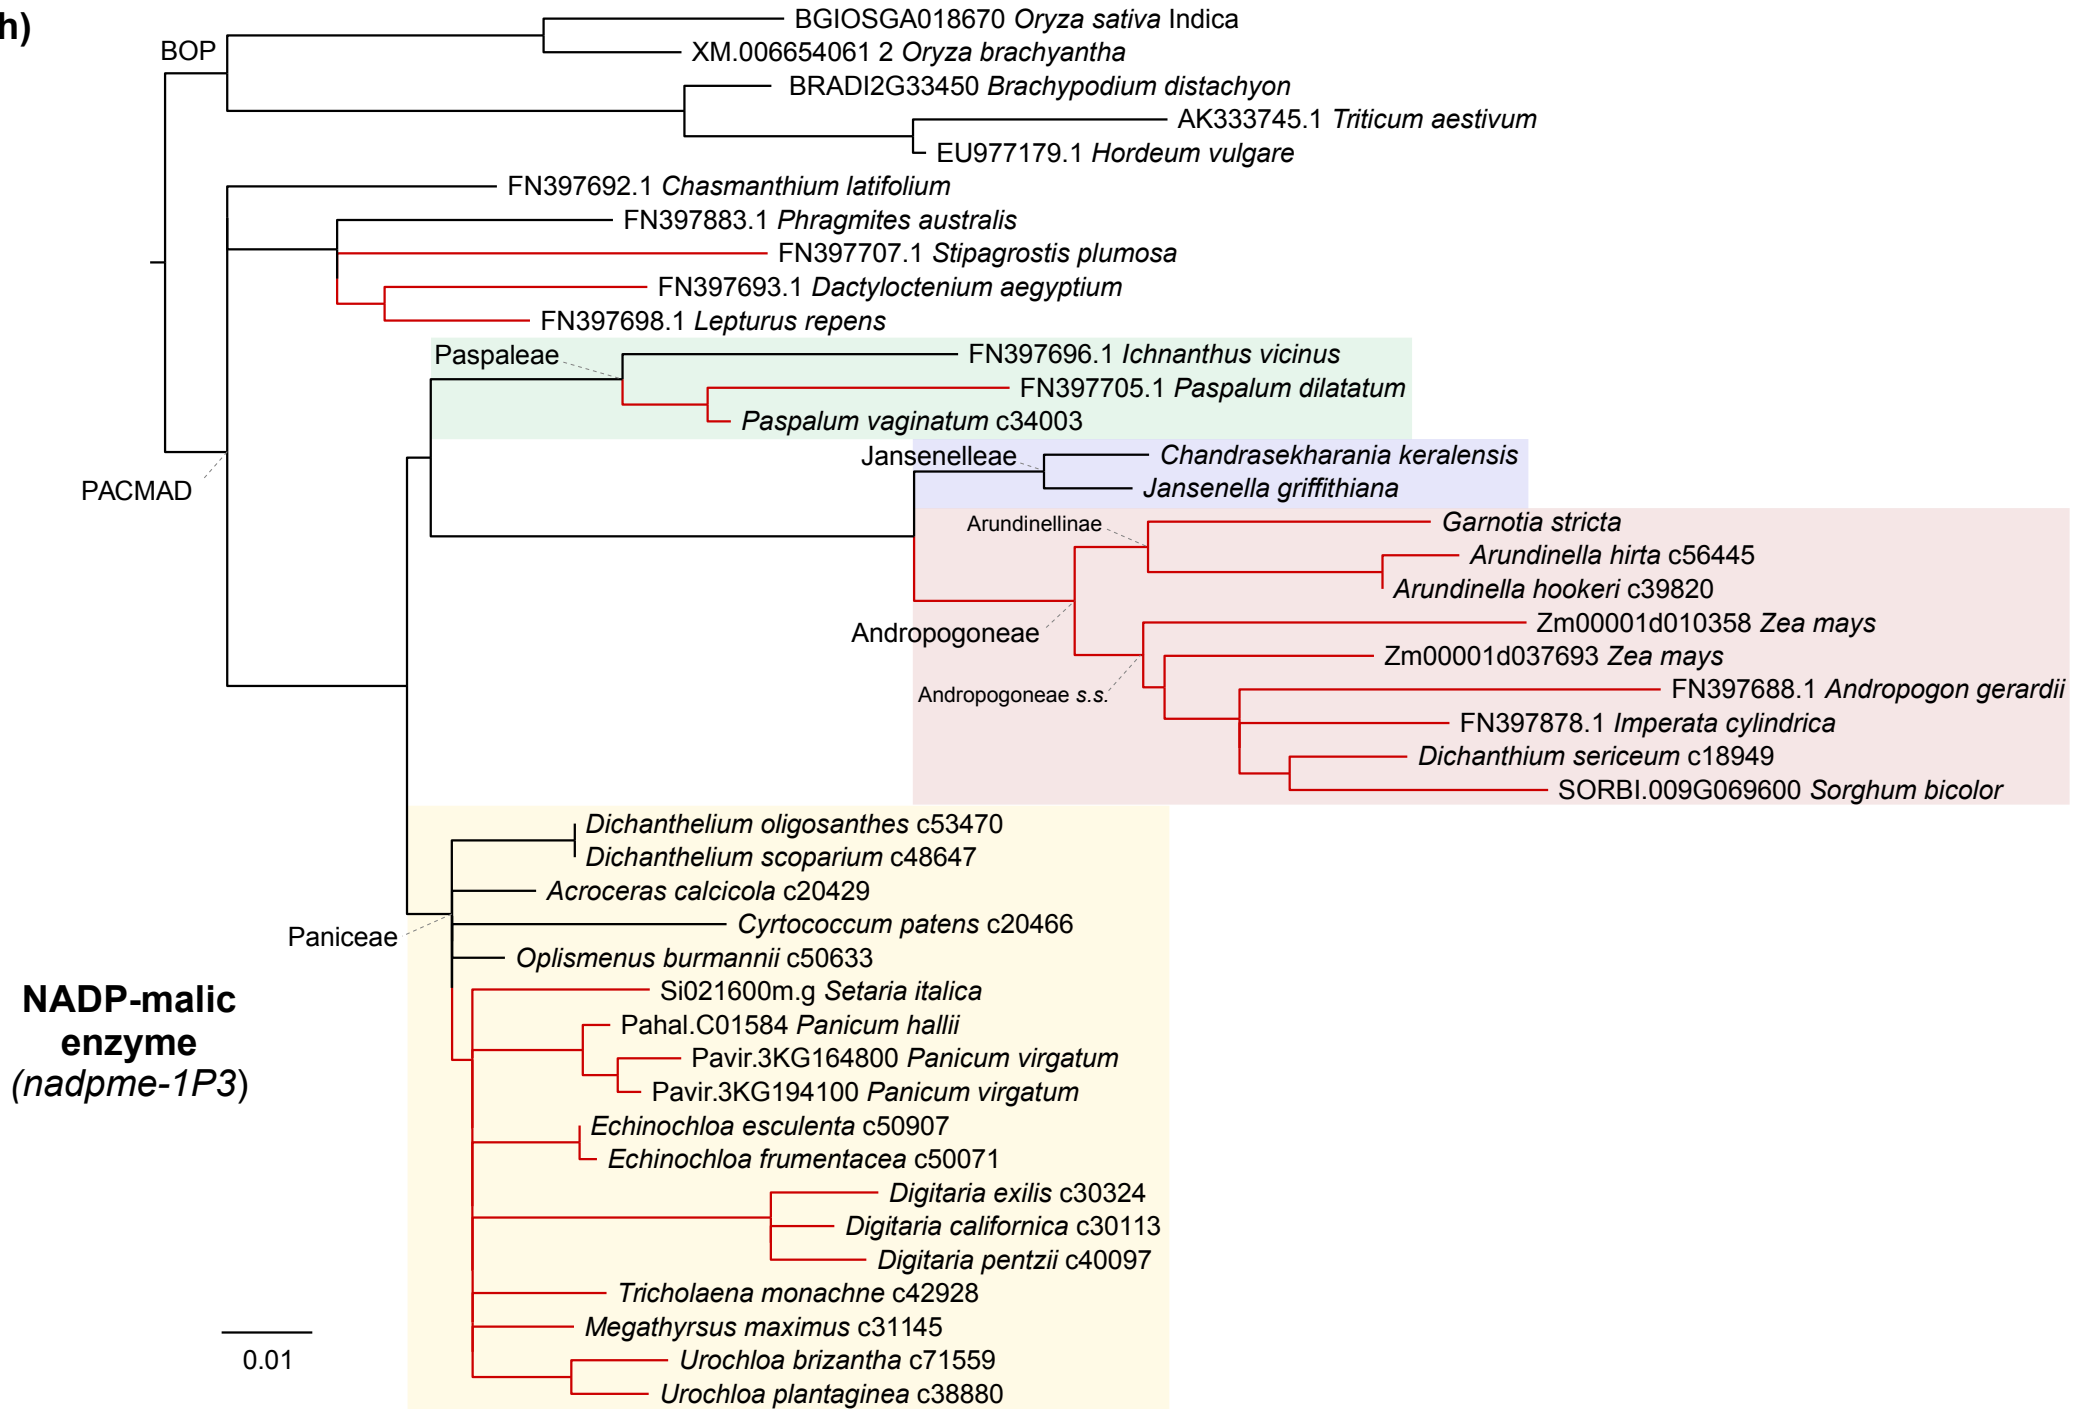 h)
BGIOSGA018670 Oryza sativa Indica
BOP
XM.006654061 2 Oryza brachyantha
BRADI2G33450 Brachypodium distachyon
AK333745.1 Triticum aestivum
EU977179.1 Hordeum vulgare
FN397692.1 Chasmanthium latifolium
FN397883.1 Phragmites australis
FN397707.1 Stipagrostis plumosa
FN397693.1 Dactyloctenium aegyptium
FN397698.1 Lepturus repens
Paspaleae
FN397696.1 Ichnanthus vicinus
FN397705.1 Paspalum dilatatum
Paspalum vaginatum c34003
Jansenelleae
Chandrasekharania keralensis
Jansenella griffithiana
PACMAD
Arundinellinae
Garnotia stricta
Arundinella hirta c56445
Arundinella hookeri c39820
Andropogoneae
Zm00001d010358 Zea mays
Zm00001d037693 Zea mays
Andropogoneae s.s.
FN397688.1 Andropogon gerardii
FN397878.1 Imperata cylindrica
Dichanthium sericeum c18949
SORBI.009G069600 Sorghum bicolor
Dichanthelium oligosanthes c53470
Dichanthelium scoparium c48647
Acroceras calcicola c20429
Cyrtococcum patens c20466
Paniceae
Oplismenus burmannii c50633
Si021600m.g Setaria italica
Pahal.C01584 Panicum hallii
Pavir.3KG164800 Panicum virgatum
Pavir.3KG194100 Panicum virgatum
NADP-malic
enzyme
(nadpme-1P3)
Echinochloa esculenta c50907
Echinochloa frumentacea c50071
Digitaria exilis c30324
Digitaria californica c30113
Digitaria pentzii c40097
Tricholaena monachne c42928
Megathyrsus maximus c31145
Urochloa brizantha c71559
Urochloa plantaginea c38880
0.01